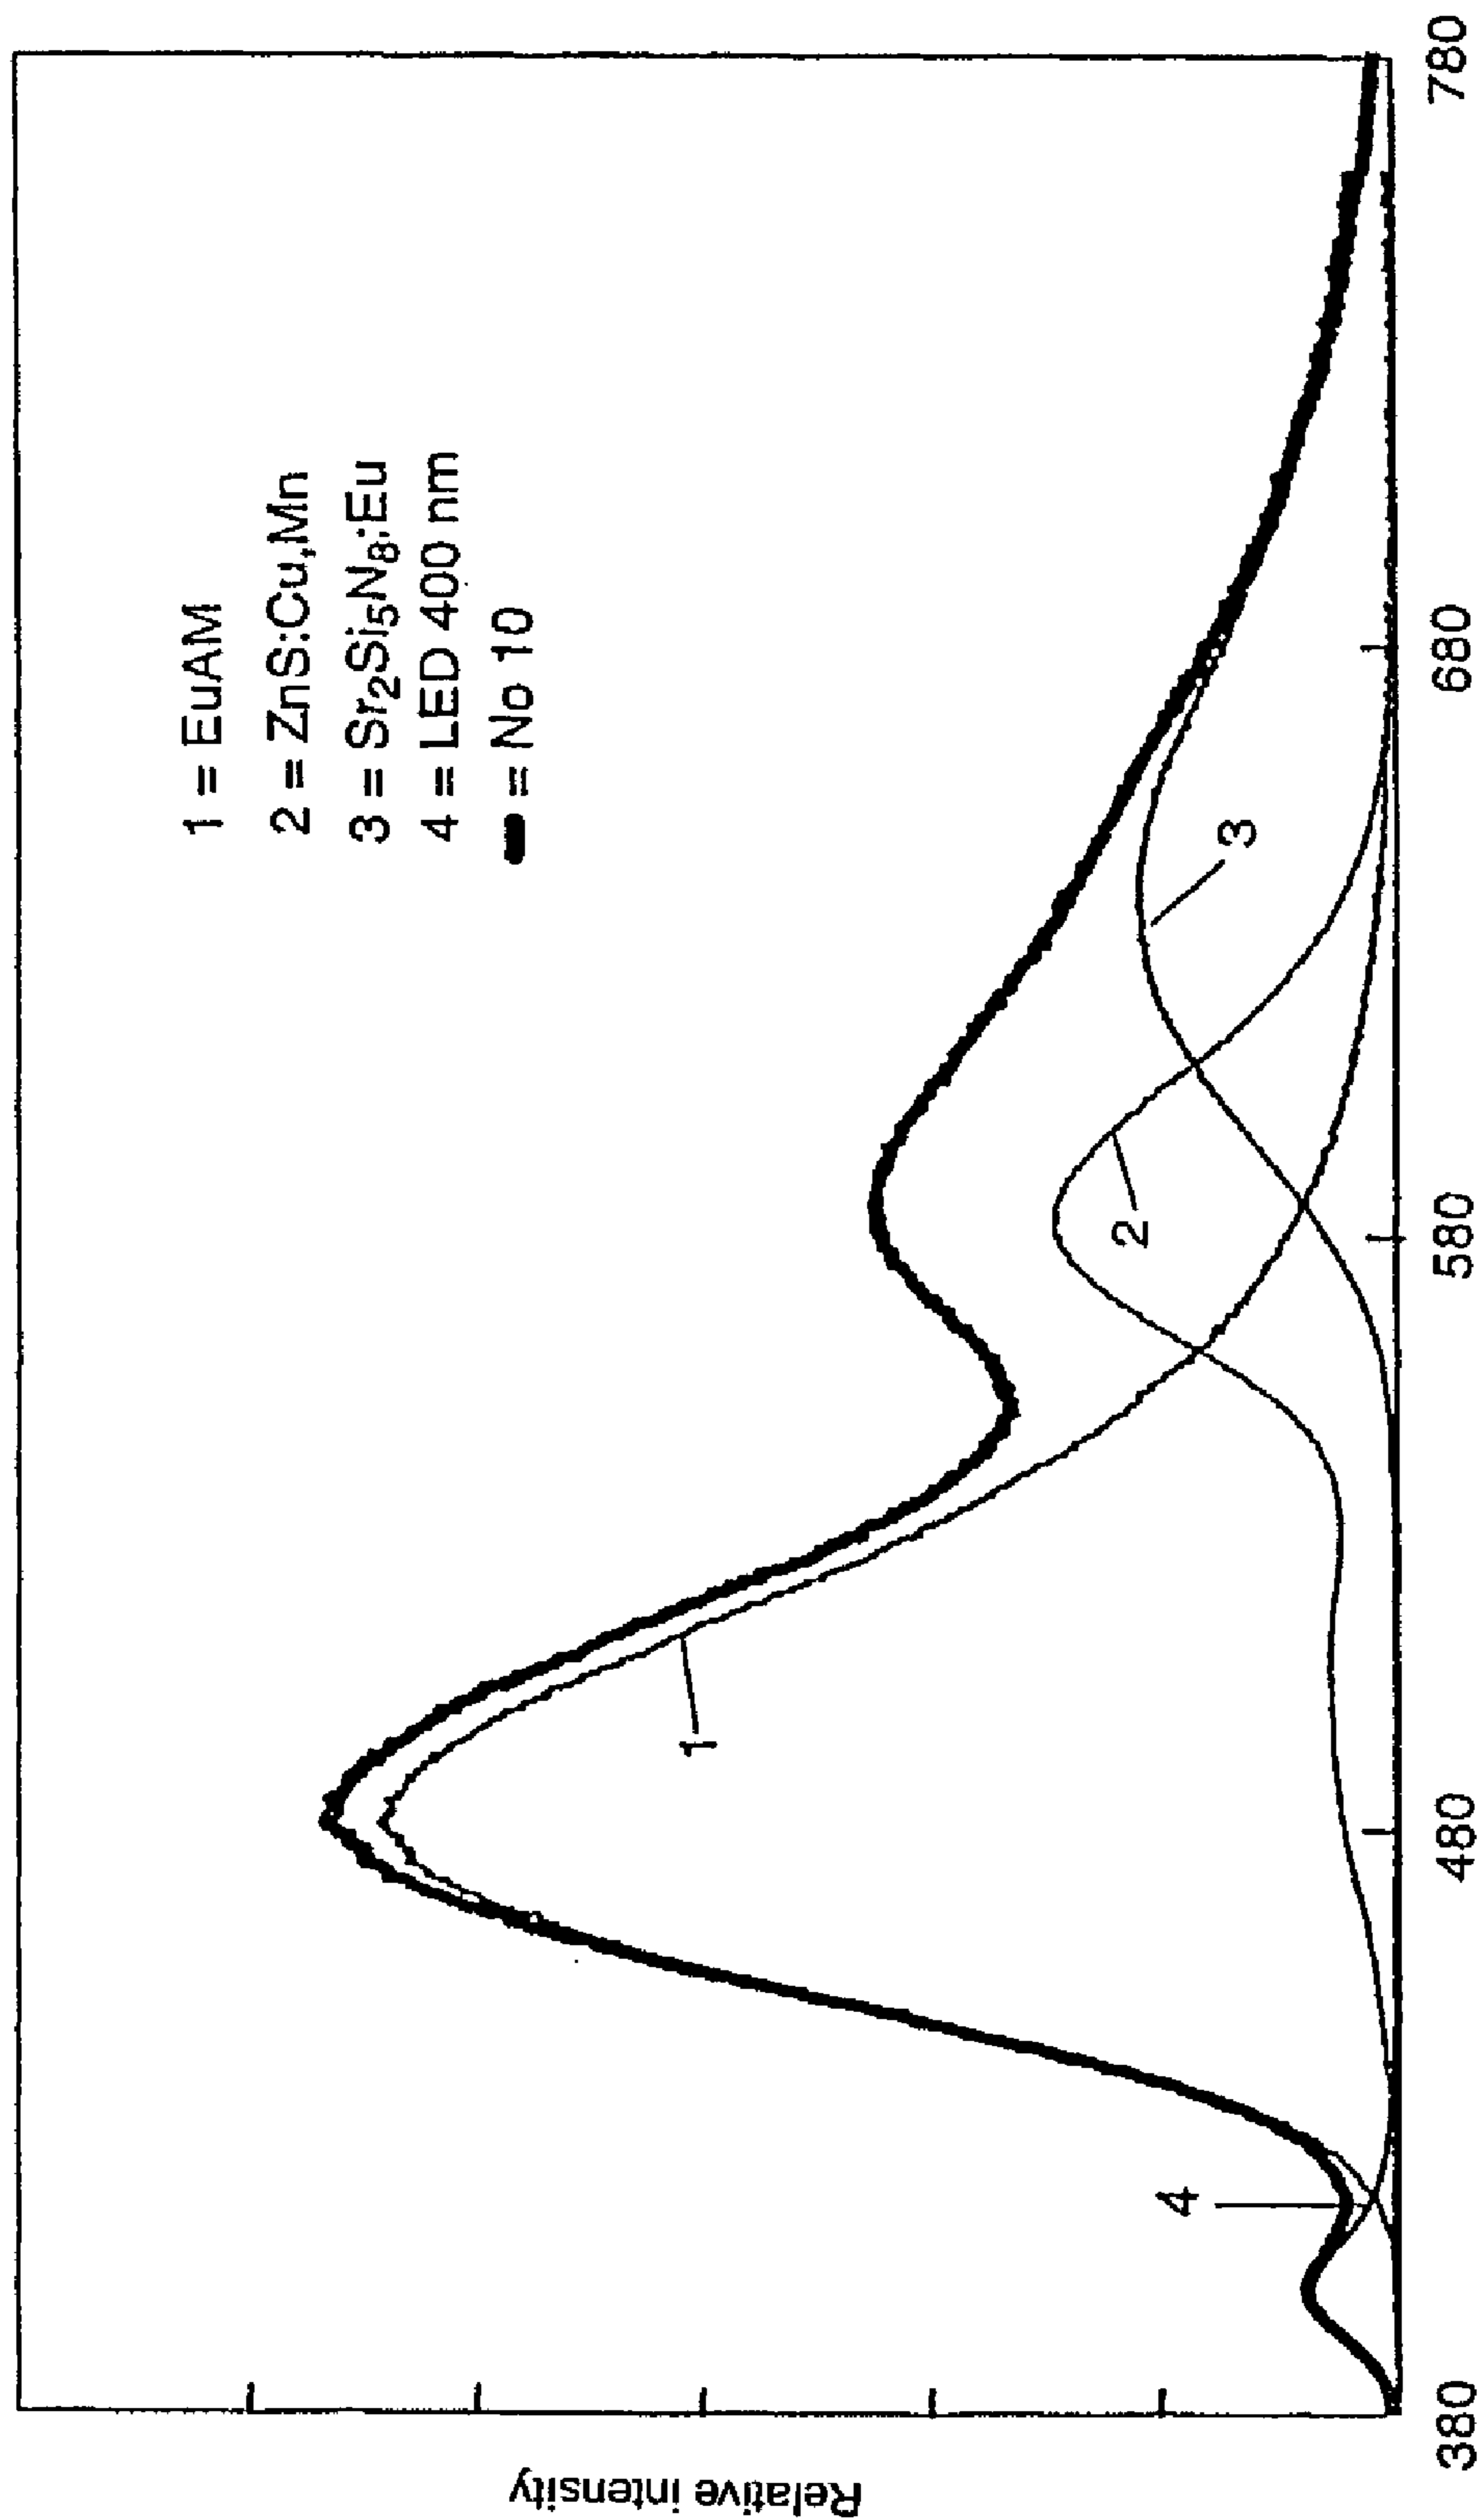 1 = EuAM
2 = ZnS:Cu,Mn
3 = Sr₂Si₅N₈:Eu
4 = LED 400 nm
= No 10
Relative intensity
1
2
3
4
380
480
580
680
780